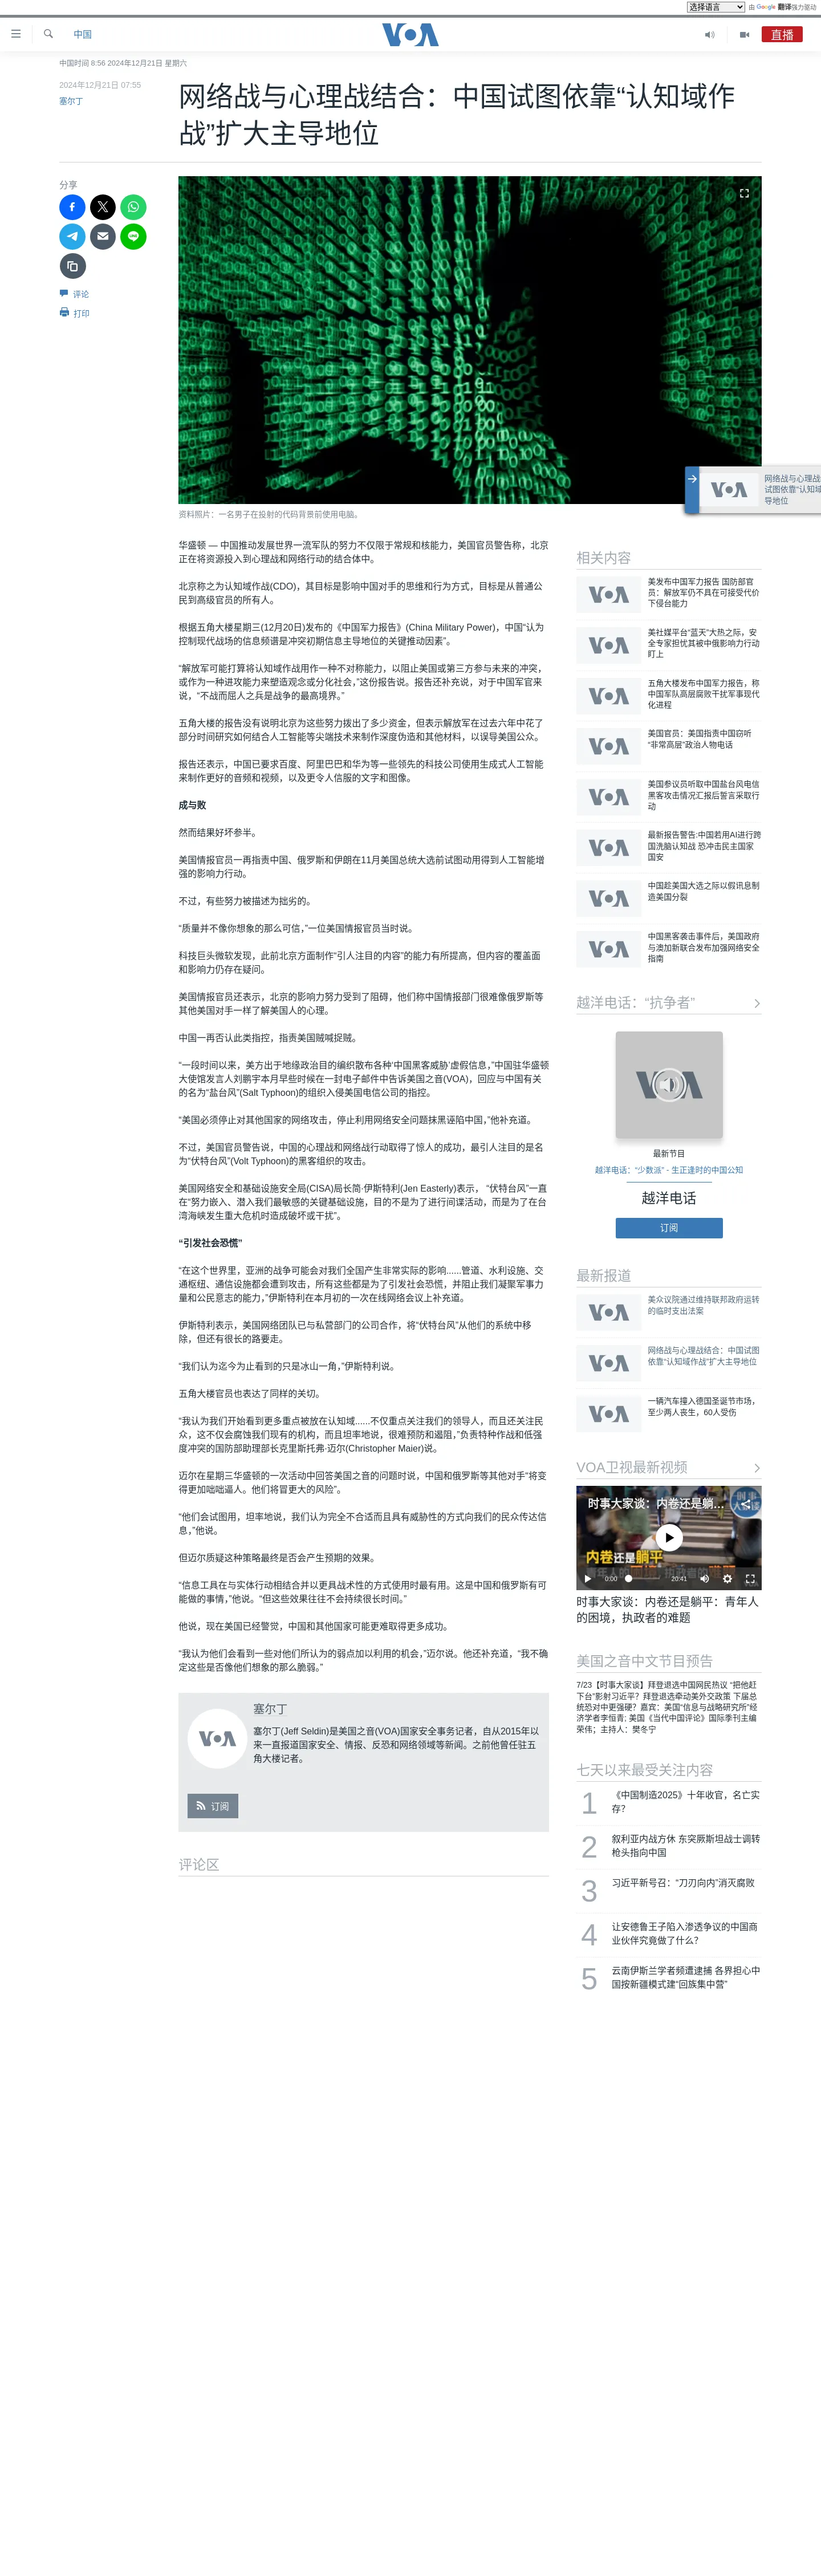 选择语言 由 Google 翻译强力驱动
中国
VOA
直播
中国时间 8:56 2024年12月21日 星期六
2024年12月21日 07:55
塞尔丁
网络战与心理战结合：中国试图依靠“认知域作
战”扩大主导地位
分享
评论
打印
资料照片：一名男子在投射的代码背景前使用电脑。
VOA
网络战与心理战
试图依靠“认知域
导地位
华盛顿 — 中国推动发展世界一流军队的努力不仅限于常规和核能力，美国官员警告称，北京
正在将资源投入到心理战和网络行动的结合体中。
北京称之为认知域作战(CDO)，其目标是影响中国对手的思维和行为方式，目标是从普通公
民到高级官员的所有人。
根据五角大楼星期三(12月20日)发布的《中国军力报告》(China Military Power)，中国“认为
控制现代战场的信息频谱是冲突初期信息主导地位的关键推动因素”。
“解放军可能打算将认知域作战用作一种不对称能力，以阻止美国或第三方参与未来的冲突，
或作为一种进攻能力来塑造观念或分化社会，”这份报告说。报告还补充说，对于中国军官来
说，“不战而屈人之兵是战争的最高境界。”
五角大楼的报告没有说明北京为这些努力拨出了多少资金，但表示解放军在过去六年中花了
部分时间研究如何结合人工智能等尖端技术来制作深度伪造和其他材料，以误导美国公众。
报告还表示，中国已要求百度、阿里巴巴和华为等一些领先的科技公司使用生成式人工智能
来制作更好的音频和视频，以及更令人信服的文字和图像。
成与败
然而结果好坏参半。
美国情报官员一再指责中国、俄罗斯和伊朗在11月美国总统大选前试图动用得到人工智能增
强的影响力行动。
不过，有些努力被描述为拙劣的。
“质量并不像你想象的那么可信，”一位美国情报官员当时说。
科技巨头微软发现，此前北京方面制作“引人注目的内容”的能力有所提高，但内容的覆盖面
和影响力仍存在疑问。
美国情报官员还表示，北京的影响力努力受到了阻碍，他们称中国情报部门很难像俄罗斯等
其他美国对手一样了解美国人的心理。
中国一再否认此类指控，指责美国贼喊捉贼。
“一段时间以来，美方出于地缘政治目的编织散布各种‘中国黑客威胁’虚假信息，”中国驻华盛顿
大使馆发言人刘鹏宇本月早些时候在一封电子邮件中告诉美国之音(VOA)，回应与中国有关
的名为“盐台风”(Salt Typhoon)的组织入侵美国电信公司的指控。
“美国必须停止对其他国家的网络攻击，停止利用网络安全问题抹黑诬陷中国，”他补充道。
不过，美国官员警告说，中国的心理战和网络战行动取得了惊人的成功，最引人注目的是名
为“伏特台风”(Volt Typhoon)的黑客组织的攻击。
美国网络安全和基础设施安全局(CISA)局长简·伊斯特利(Jen Easterly)表示， “伏特台风”一直
在“努力嵌入、潜入我们最敏感的关键基础设施，目的不是为了进行间谍活动，而是为了在台
湾海峡发生重大危机时造成破坏或干扰”。
“引发社会恐慌”
“在这个世界里，亚洲的战争可能会对我们全国产生非常实际的影响......管道、水利设施、交
通枢纽、通信设施都会遭到攻击，所有这些都是为了引发社会恐慌，并阻止我们凝聚军事力
量和公民意志的能力，”伊斯特利在本月初的一次在线网络会议上补充道。
伊斯特利表示，美国网络团队已与私营部门的公司合作，将“伏特台风”从他们的系统中移
除，但还有很长的路要走。
“我们认为迄今为止看到的只是冰山一角，”伊斯特利说。
五角大楼官员也表达了同样的关切。
“我认为我们开始看到更多重点被放在认知域......不仅重点关注我们的领导人，而且还关注民
众，这不仅会腐蚀我们现有的机构，而且坦率地说，很难预防和遏阻，”负责特种作战和低强
度冲突的国防部助理部长克里斯托弗·迈尔(Christopher Maier)说。
迈尔在星期三华盛顿的一次活动中回答美国之音的问题时说，中国和俄罗斯等其他对手“将变
得更加咄咄逼人。他们将冒更大的风险”。
“他们会试图用，坦率地说，我们认为完全不合适而且具有威胁性的方式向我们的民众传达信
息，”他说。
但迈尔质疑这种策略最终是否会产生预期的效果。
“信息工具在与实体行动相结合并以更具战术性的方式使用时最有用。这是中国和俄罗斯有可
能做的事情，”他说。“但这些效果往往不会持续很长时间。”
他说，现在美国已经警觉，中国和其他国家可能更难取得更多成功。
“我认为他们会看到一些对他们所认为的弱点加以利用的机会，”迈尔说。他还补充道，“我不确
定这些是否像他们想象的那么脆弱。”
VOA
塞尔丁
塞尔丁(Jeff Seldin)是美国之音(VOA)国家安全事务记者，自从2015年以
来一直报道国家安全、情报、反恐和网络领域等新闻。之前他曾任驻五
角大楼记者。
订阅
评论区
相关内容
VOA
美发布中国军力报告 国防部官
员：解放军仍不具在可接受代价
下侵台能力
VOA
美社媒平台“蓝天”大热之际，安
全专家担忧其被中俄影响力行动
盯上
VOA
五角大楼发布中国军力报告，称
中国军队高层腐败干扰军事现代
化进程
VOA
美国官员：美国指责中国窃听
“非常高层”政治人物电话
VOA
美国参议员听取中国盐台风电信
黑客攻击情况汇报后誓言采取行
动
VOA
最新报告警告:中国若用AI进行跨
国洗脑认知战 恐冲击民主国家
国安
VOA
中国趁美国大选之际以假讯息制
造美国分裂
VOA
中国黑客袭击事件后，美国政府
与澳加新联合发布加强网络安全
指南
越洋电话：“抗争者”
VOA
最新节目
越洋电话：“少数派” - 生正逢时的中国公知
越洋电话
订阅
最新报道
VOA
美众议院通过维持联邦政府运转
的临时支出法案
VOA
网络战与心理战结合：中国试图
依靠“认知域作战”扩大主导地位
VOA
一辆汽车撞入德国圣诞节市场，
至少两人丧生，60人受伤
VOA卫视最新视频
时事大家谈：内卷还是躺...
内卷还是躺平
0:00 20:41
时事大家谈：内卷还是躺平：青年人
的困境，执政者的难题
美国之音中文节目预告
7/23【时事大家谈】拜登退选中国网民热议 “把他赶
下台”影射习近平？拜登退选牵动美外交政策 下届总
统恐对中更强硬？嘉宾：美国“信息与战略研究所”经
济学者李恒青; 美国《当代中国评论》国际季刊主编
荣伟；主持人：樊冬宁
七天以来最受关注内容
1
《中国制造2025》十年收官，名亡实
存？
2
叙利亚内战方休 东突厥斯坦战士调转
枪头指向中国
3
习近平新号召：“刀刃向内”消灭腐败
4
让安德鲁王子陷入渗透争议的中国商
业伙伴究竟做了什么？
5
云南伊斯兰学者频遭逮捕 各界担心中
国按新疆模式建“回族集中营”